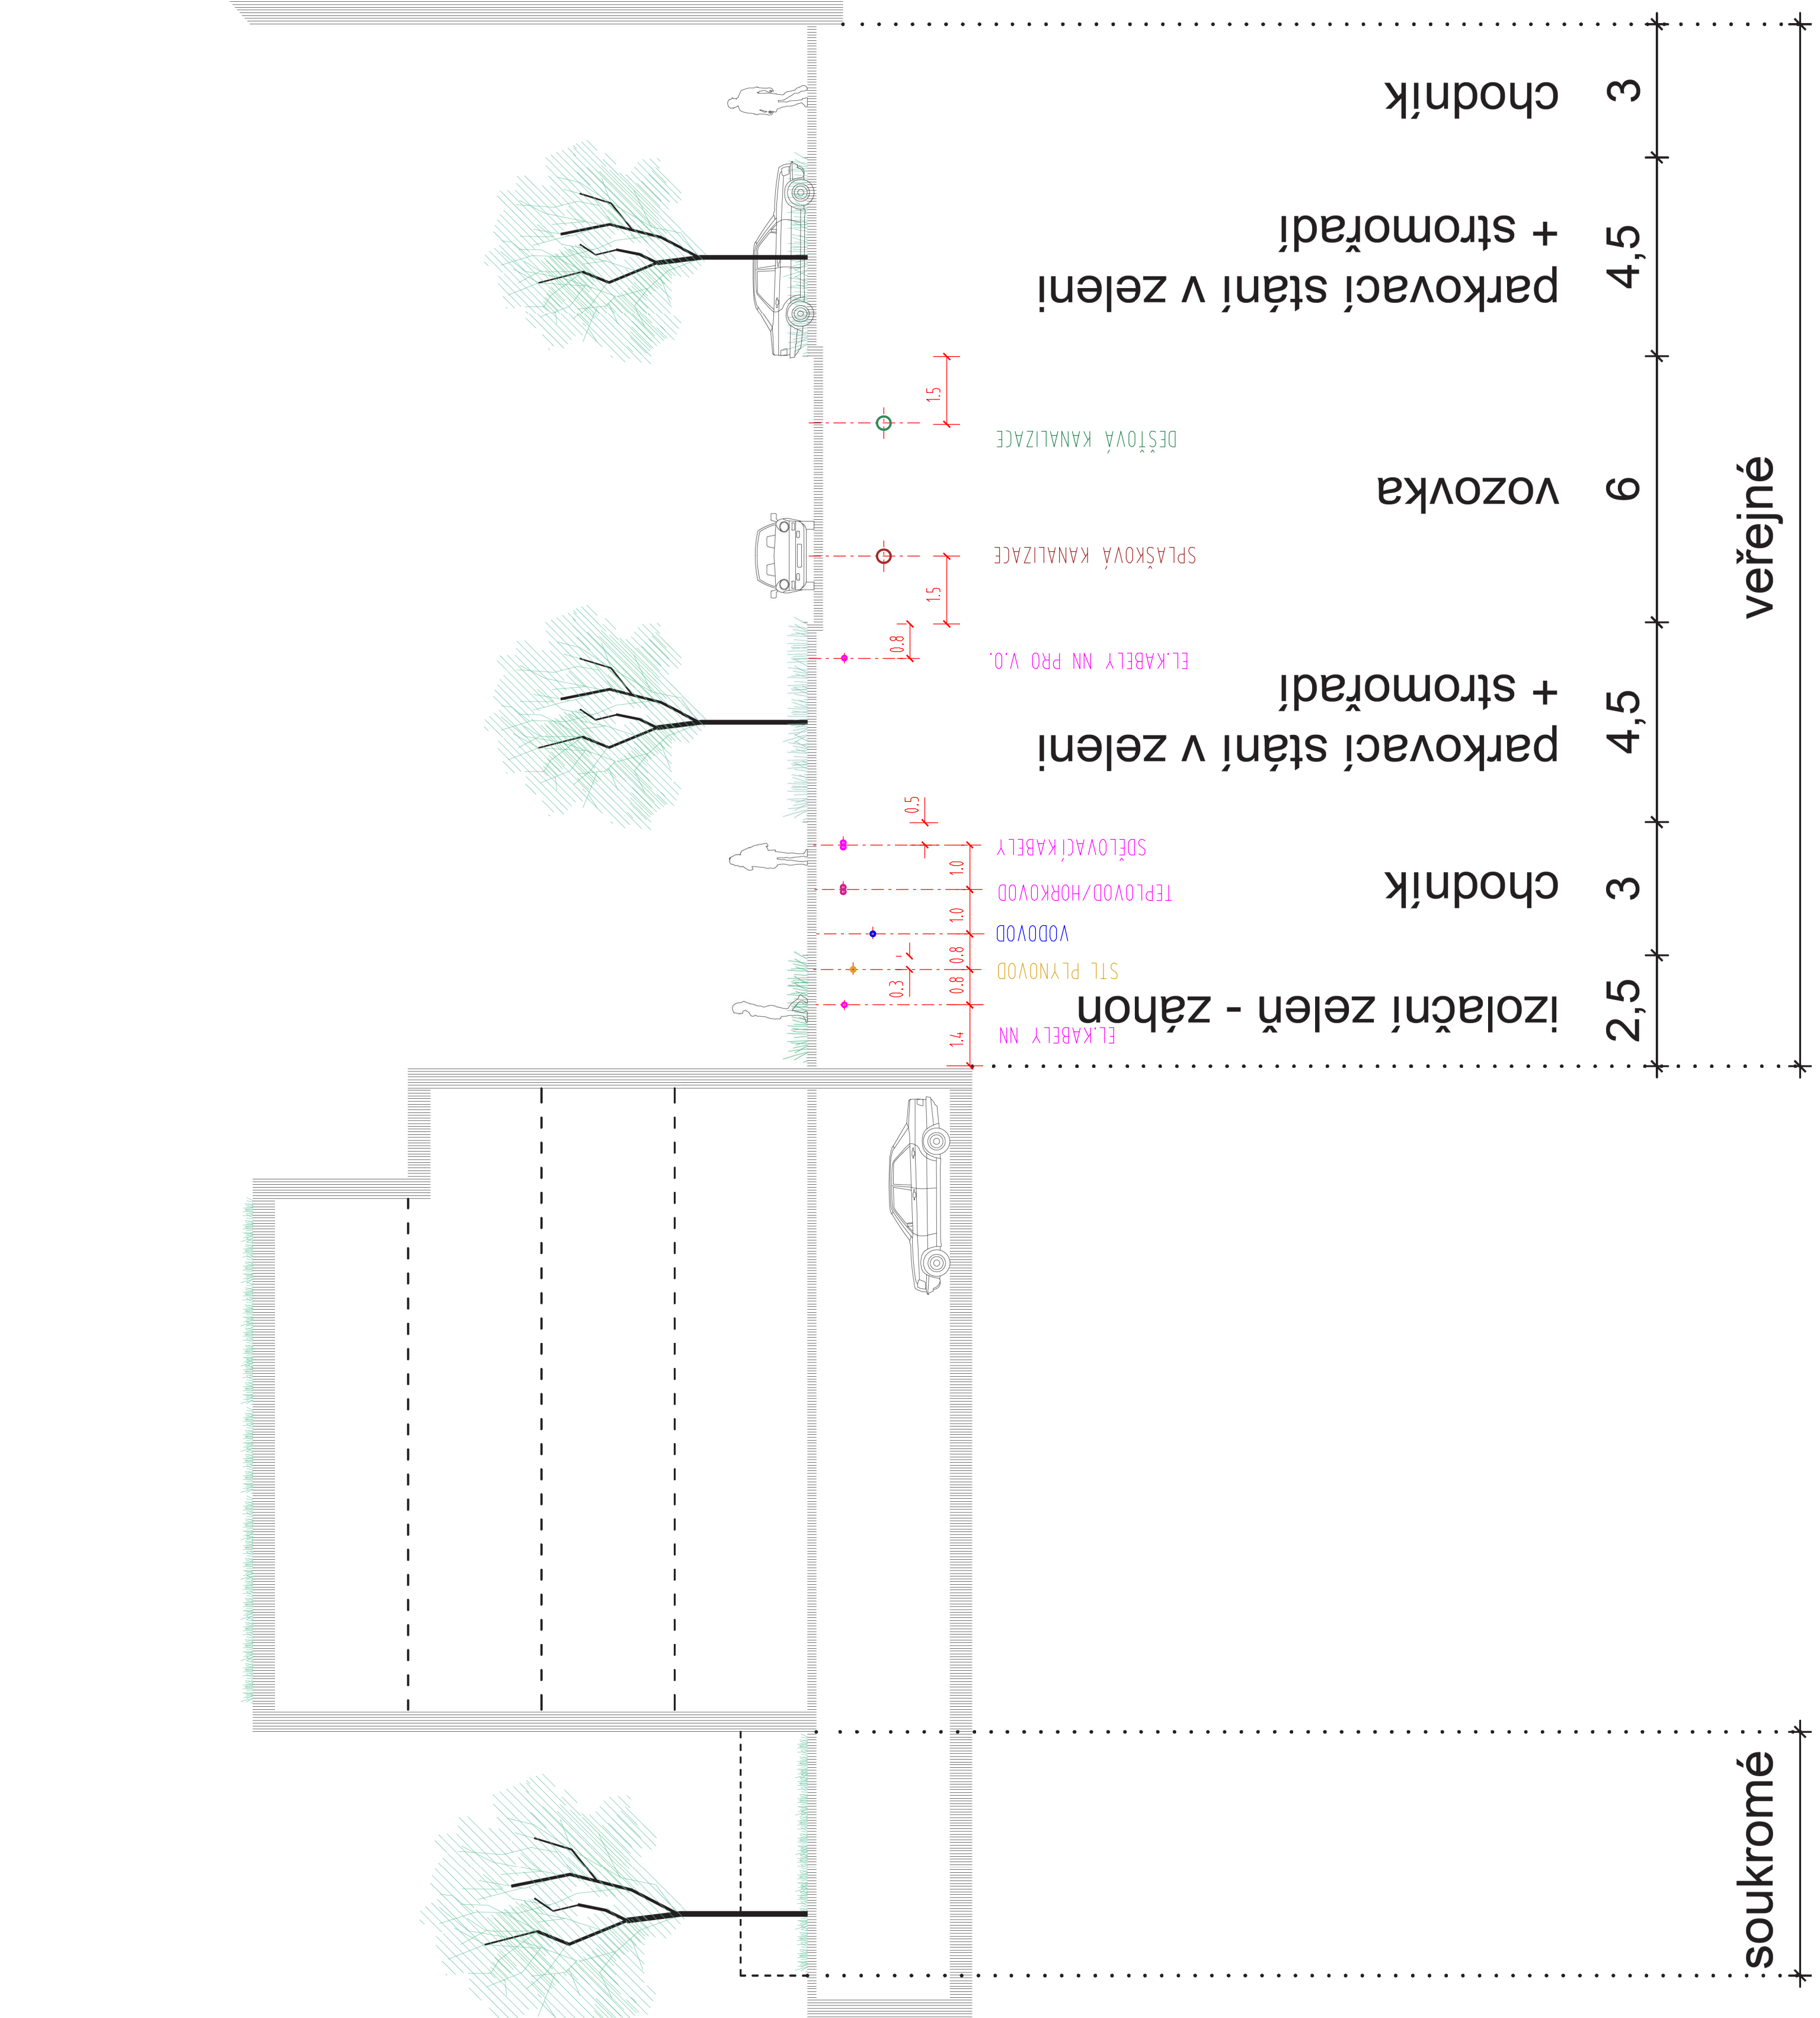 chodník
3
parkovací stání v zeleni
+ stromořadí
4,5
1.5
DEŠŤOVÁ KANALIZACE
vozovka
6
veřejné
SPLAŠKOVÁ KANALIZACE
1.5
0.8
EL.KABELY NN PRO V.O.
parkovací stání v zeleni
+ stromořadí
4,5
0.5
SDĚLOVACÍKABELY
1.0
TEPLOVOD/HORKOVOD
chodník
3
1.0
VODOVOD
0.8
STL PLYNOVOD
0.3
0.8
izolační zeleň - záhon
2,5
EL.KABELY NN
1.4
soukromé